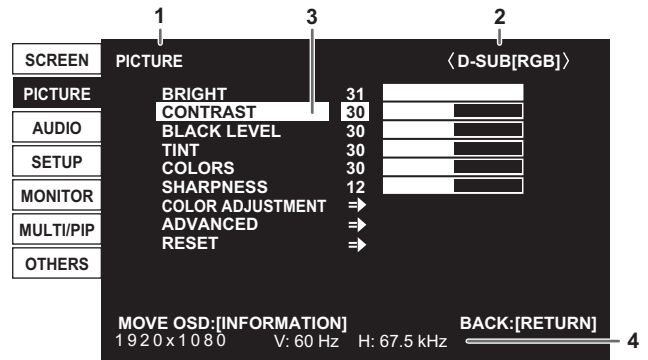 1 3 2
SCREEN
PICTURE
AUDIO
SETUP
MONITOR
MULTI/PIP
OTHERS
PICTURE 〈D-SUB[RGB]〉
BRIGHT 31
CONTRAST 30
BLACK LEVEL 30
TINT 30
COLORS 30
SHARPNESS 12
COLOR ADJUSTMENT
ADVANCED
RESET
MOVE OSD:[INFORMATION] BACK:[RETURN]
1920x1080 V: 60 Hz H: 67.5 kHz 4